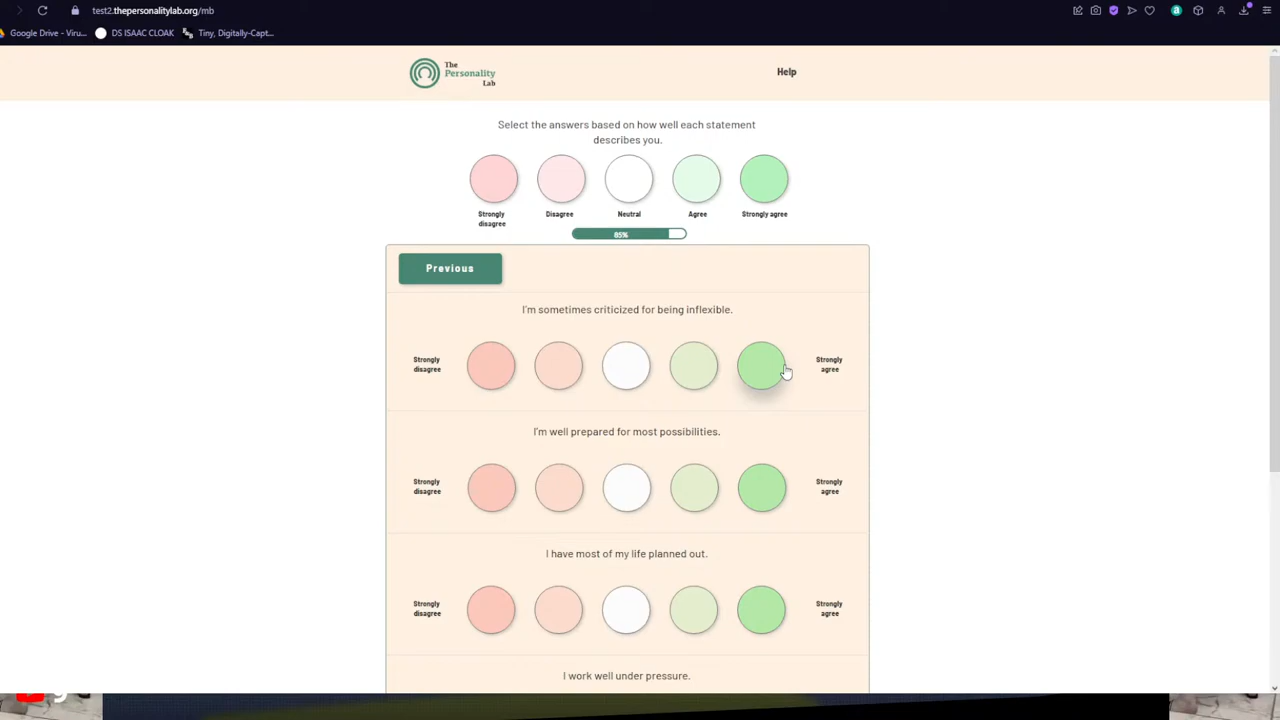 test2.thepersonalitylab.org/mb
Google Drive - Viru...
DS ISAAC CLOAK
Tiny, Digitally-Capt...
The
Personality
Lab
Help
Select the answers based on how well each statement
describes you.
Strongly
disagree
Disagree
Neutral
Agree
Strongly agree
85%
Previous
I'm sometimes criticized for being inflexible.
Strongly
disagree
Strongly
agree
I'm well prepared for most possibilities.
Strongly
disagree
Strongly
agree
I have most of my life planned out.
Strongly
disagree
Strongly
agree
I work well under pressure.